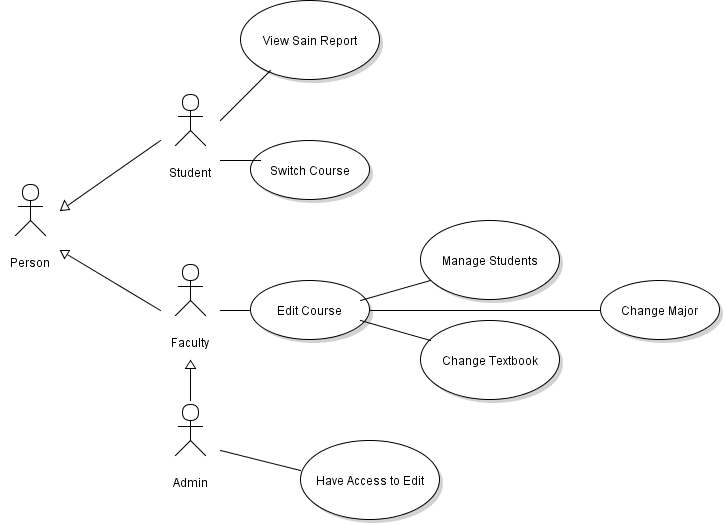 View Sain Report
Student
Switch Course
Person
Manage Students
Edit Course
Change Major
Faculty
Change Textbook
Admin
Have Access to Edit